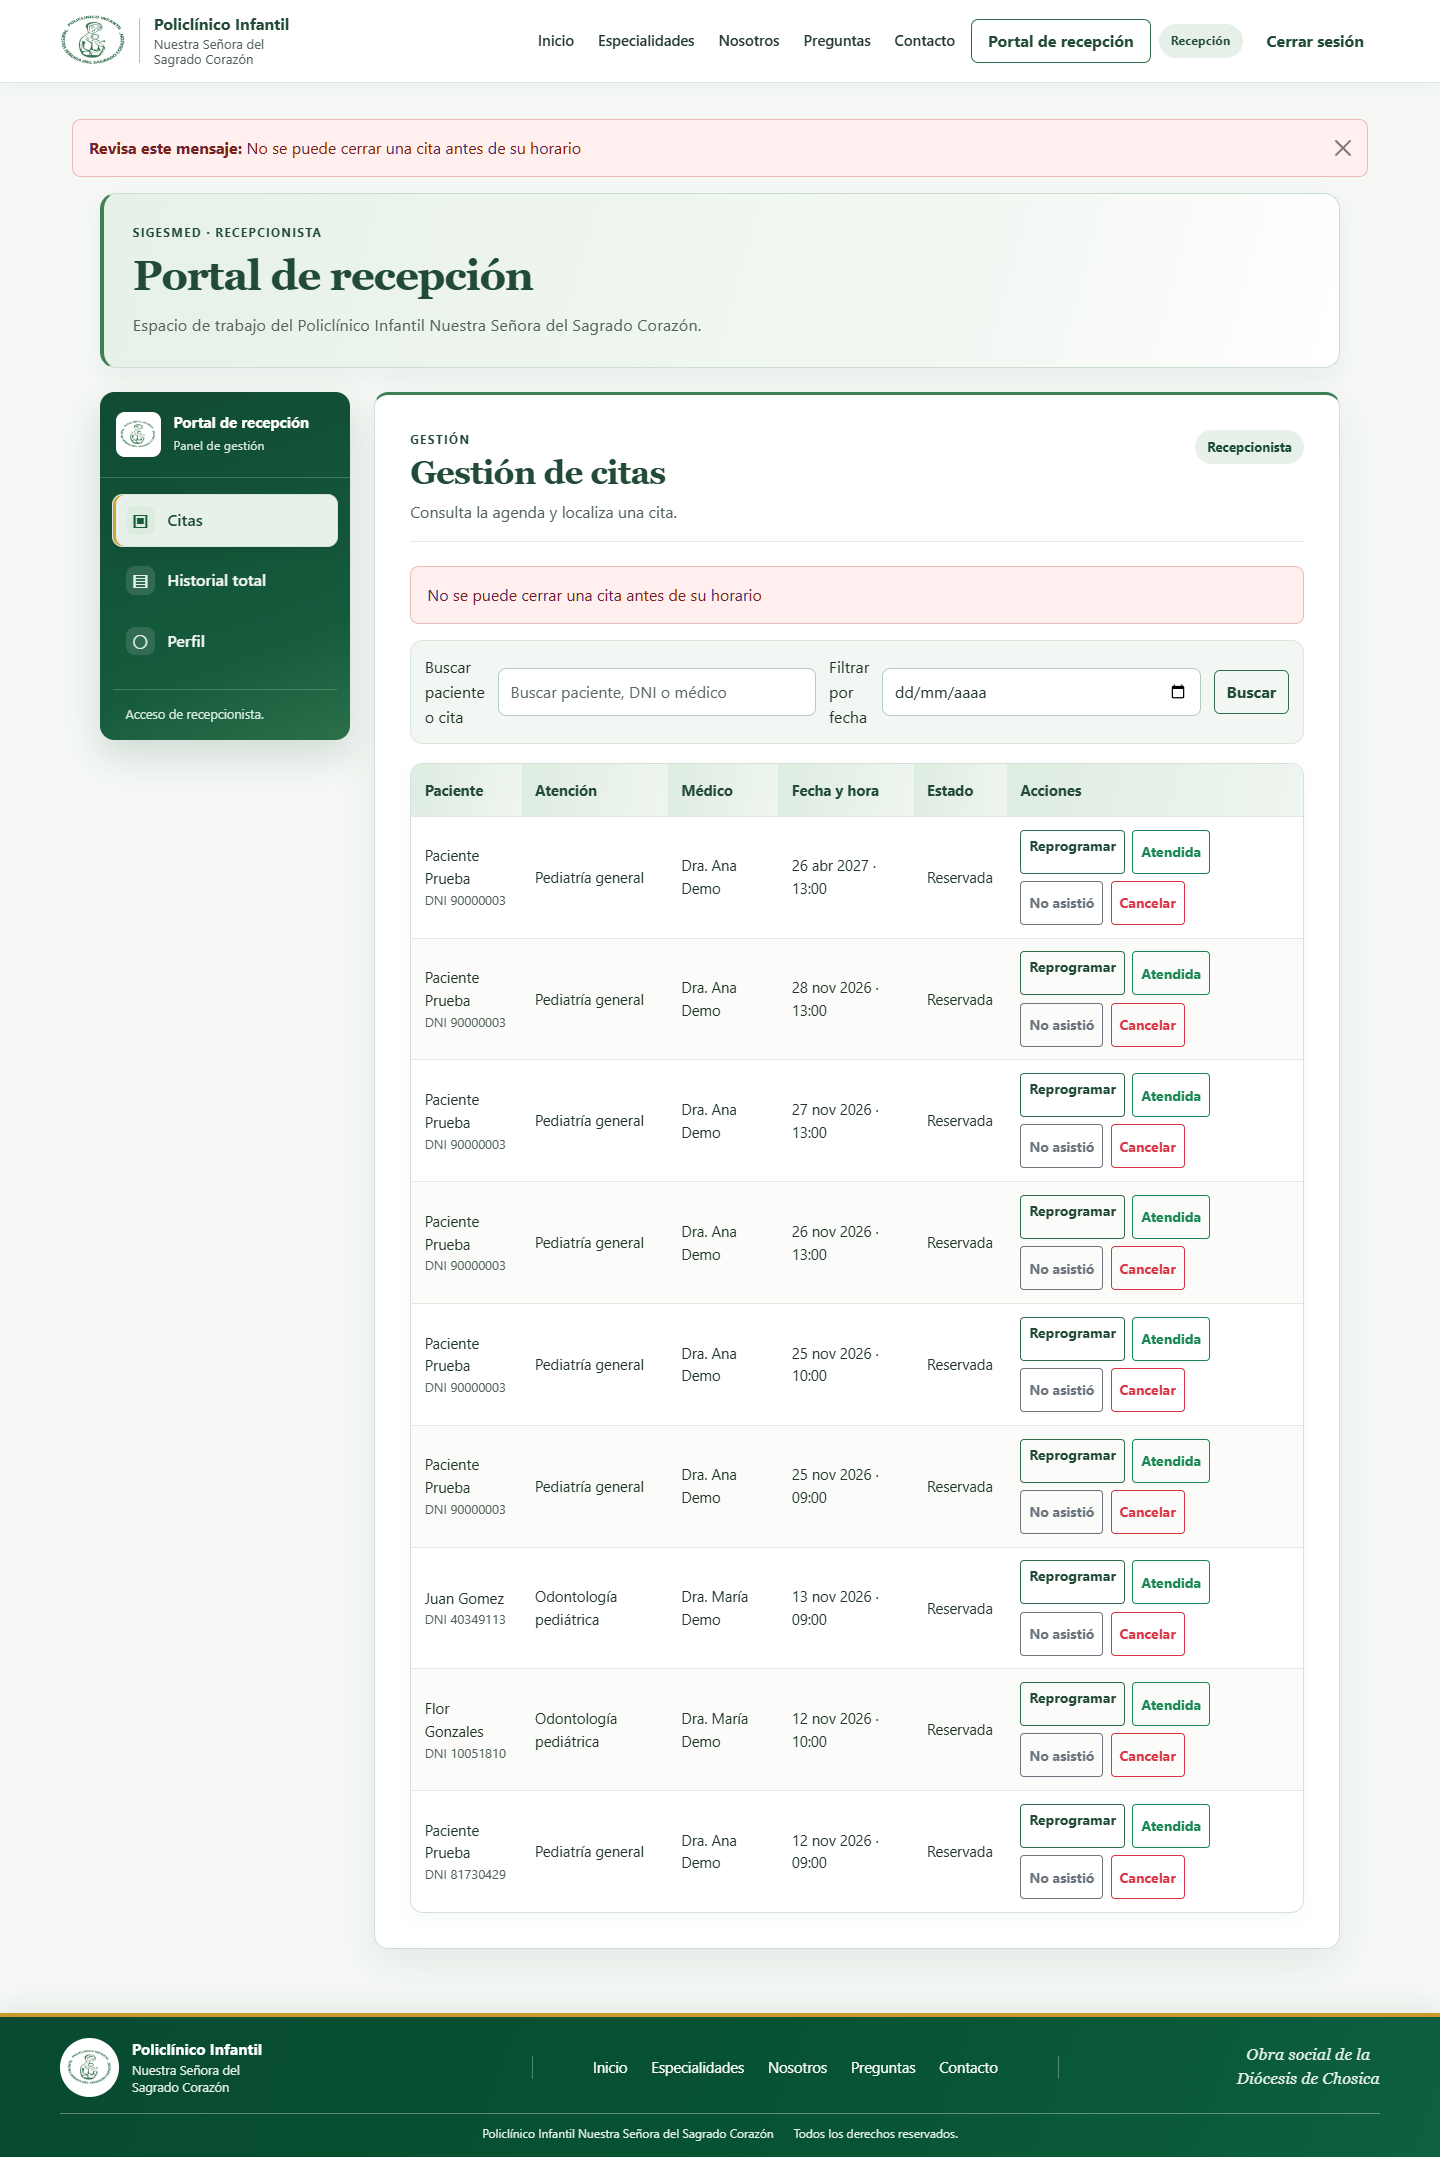 Policlínico Infantil
Nuestra Señora del
Sagrado Corazón
Inicio
Especialidades
Nosotros
Preguntas
Contacto
Portal de recepción
Recepción
Cerrar sesión
Revisa este mensaje: No se puede cerrar una cita antes de su horario
SIGESMED · RECEPCIONISTA
Portal de recepción
Espacio de trabajo del Policlínico Infantil Nuestra Señora del Sagrado Corazón.
Portal de recepción
Panel de gestión
Citas
Historial total
Perfil
Acceso de recepcionista.
GESTIÓN
Gestión de citas
Consulta la agenda y localiza una cita.
Recepcionista
No se puede cerrar una cita antes de su horario
Buscar
paciente
o cita
Buscar paciente, DNI o médico
Filtrar
por
fecha
dd/mm/aaaa
Buscar
Paciente
Atención
Médico
Fecha y hora
Estado
Acciones
Paciente
Prueba
DNI 90000003
Pediatría general
Dra. Ana
Demo
26 abr 2027 ·
13:00
Reservada
Reprogramar
Atendida
No asistió
Cancelar
Paciente
Prueba
DNI 90000003
Pediatría general
Dra. Ana
Demo
28 nov 2026 ·
13:00
Reservada
Reprogramar
Atendida
No asistió
Cancelar
Paciente
Prueba
DNI 90000003
Pediatría general
Dra. Ana
Demo
27 nov 2026 ·
13:00
Reservada
Reprogramar
Atendida
No asistió
Cancelar
Paciente
Prueba
DNI 90000003
Pediatría general
Dra. Ana
Demo
26 nov 2026 ·
13:00
Reservada
Reprogramar
Atendida
No asistió
Cancelar
Paciente
Prueba
DNI 90000003
Pediatría general
Dra. Ana
Demo
25 nov 2026 ·
10:00
Reservada
Reprogramar
Atendida
No asistió
Cancelar
Paciente
Prueba
DNI 90000003
Pediatría general
Dra. Ana
Demo
25 nov 2026 ·
09:00
Reservada
Reprogramar
Atendida
No asistió
Cancelar
Juan Gomez
DNI 40349113
Odontología
pediátrica
Dra. María
Demo
13 nov 2026 ·
09:00
Reservada
Reprogramar
Atendida
No asistió
Cancelar
Flor
Gonzales
DNI 10051810
Odontología
pediátrica
Dra. María
Demo
12 nov 2026 ·
10:00
Reservada
Reprogramar
Atendida
No asistió
Cancelar
Paciente
Prueba
DNI 81730429
Pediatría general
Dra. Ana
Demo
12 nov 2026 ·
09:00
Reservada
Reprogramar
Atendida
No asistió
Cancelar
Policlínico Infantil
Nuestra Señora del
Sagrado Corazón
Inicio
Especialidades
Nosotros
Preguntas
Contacto
Obra social de la
Diócesis de Chosica
Policlínico Infantil Nuestra Señora del Sagrado Corazón
Todos los derechos reservados.